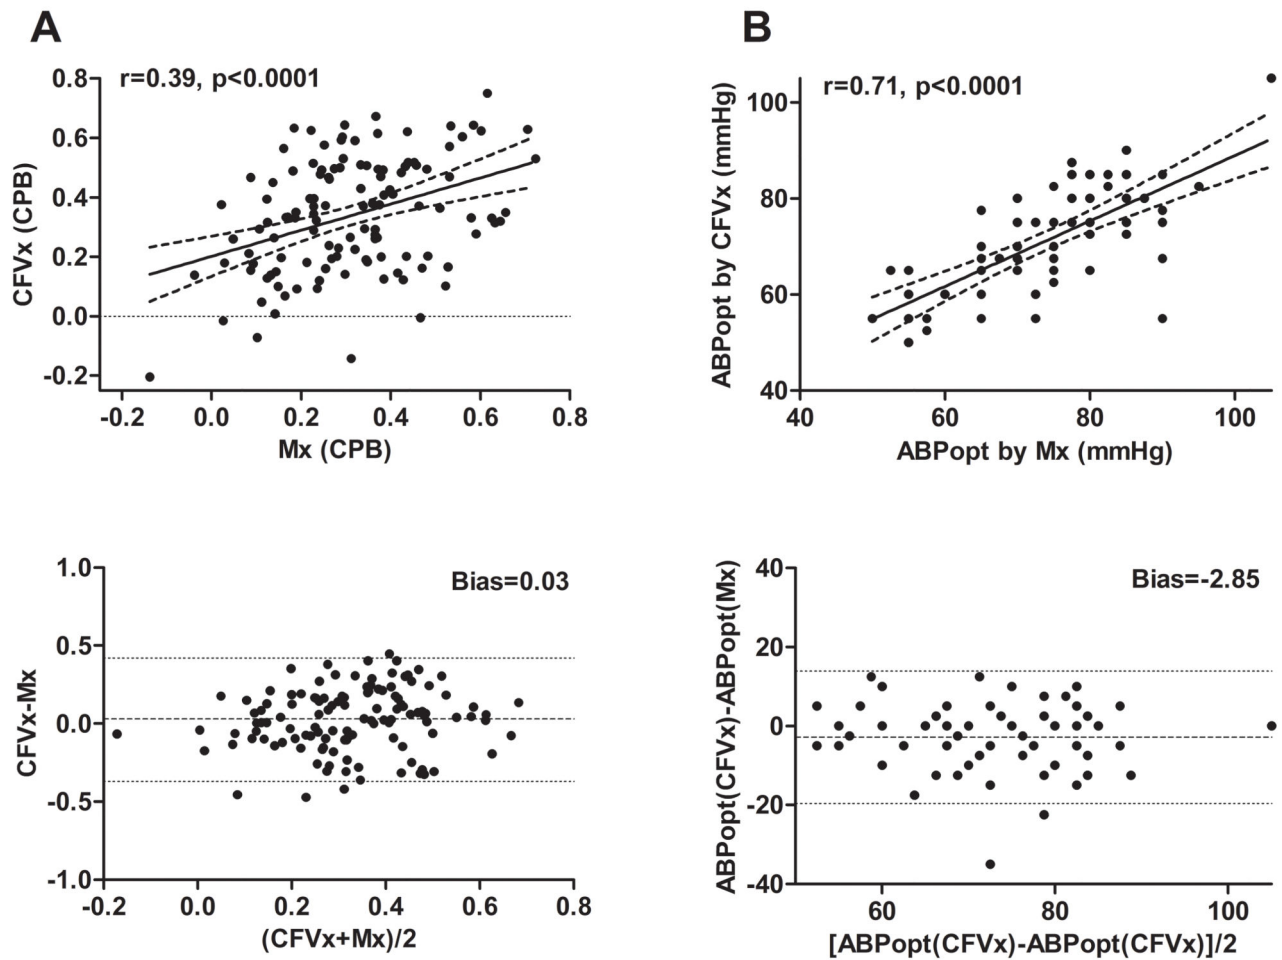 A
r=0.39, p<0.0001
0.8
0.6
0.4
0.2
0.0
-0.2
CFVx (CPB)
-0.2 0.0 0.2 0.4 0.6 0.8
Mx (CPB)
B
r=0.71, p<0.0001
100
80
60
40
ABPopt by CFVx (mmHg)
40 60 80 100
ABPopt by Mx (mmHg)
Bias=0.03
1.0
0.5
0.0
-0.5
-1.0
CFVx-Mx
-0.2 0.0 0.2 0.4 0.6 0.8
(CFVx+Mx)/2
Bias=-2.85
40
20
0
-20
-40
ABPopt(CFVx)-ABPopt(Mx)
60 80 100
[ABPopt(CFVx)-ABPopt(CFVx)]/2